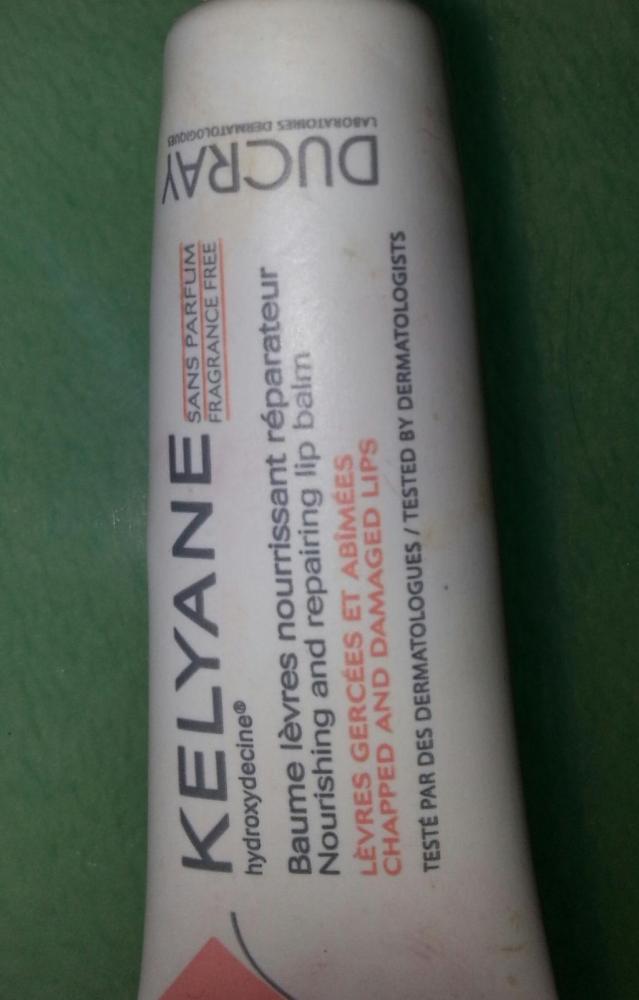 DUCRAY
LABORATOIRES DERMATOLOGIQUES
KELYANE
SANS PARFUM
FRAGRANCE FREE
hydroxydecine®
Baume lèvres nourrissant réparateur
Nourishing and repairing lip balm
LÈVRES GERCÉES ET ABÎMÉES
CHAPPED AND DAMAGED LIPS
TESTÉ PAR DES DERMATOLOGUES / TESTED BY DERMATOLOGISTS